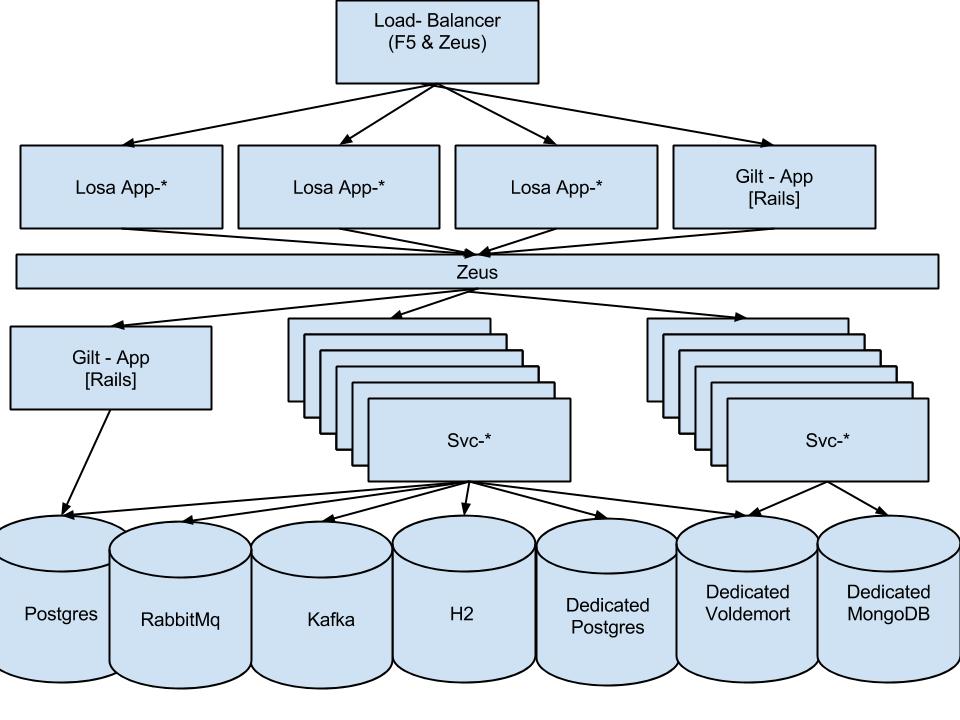 Load- Balancer
(F5 & Zeus)
Losa App-*
Losa App-*
Losa App-*
Gilt - App
[Rails]
Zeus
Gilt - App
[Rails]
Svc-*
Svc-*
Postgres
RabbitMq
Kafka
H2
Dedicated
Postgres
Dedicated
Voldemort
Dedicated
MongoDB